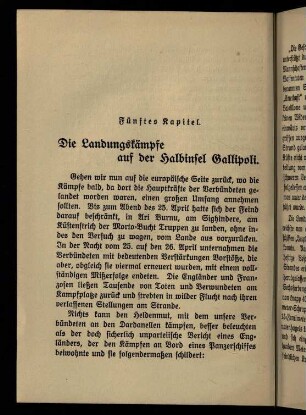 Fünftes Kapitel.
Die Landungskämpfe
auf der Halbinsel Gallipoli.
Gehen wir nun auf die europäische Seite zurück, wo die
Kämpfe bald, da dort die Hauptkräfte der Verbündeten ge-
landet worden waren, einen großen Umfang annehmen
sollten. Bis zum Abend des 25. April hatte sich der Feind
darauf beschränkt, in Ari Burnu, am Sighindere, am
Küstenriff der Morto-Bucht Truppen zu landen, ohne in-
des den Versuch zu wagen, vom Lande aus vorzurücken.
In der Nacht vom 25. auf den 26. April unternahmen die
Verbündeten mit bedeutenden Verstärkungen Vorstöße, die
aber, obgleich sie viermal erneuert wurden, mit einem voll-
ständigen Mißerfolge endeten. Die Engländer und Fran-
zosen ließen Tausende von Toten und Verwundeten am
Kampfplatze zurück und strebten in wilder Flucht nach ihren
verlassenen Stellungen am Strande.
Nichts kann den Heldenmut, mit dem unsere Ver-
bündeten an den Dardanellen kämpfen, besser beleuchten
als der doch sicherlich unparteiische Bericht eines Eng-
länders, der den Kämpfen an Bord eines Panzerschiffes
beiwohnte und sie folgendermaßen schildert: